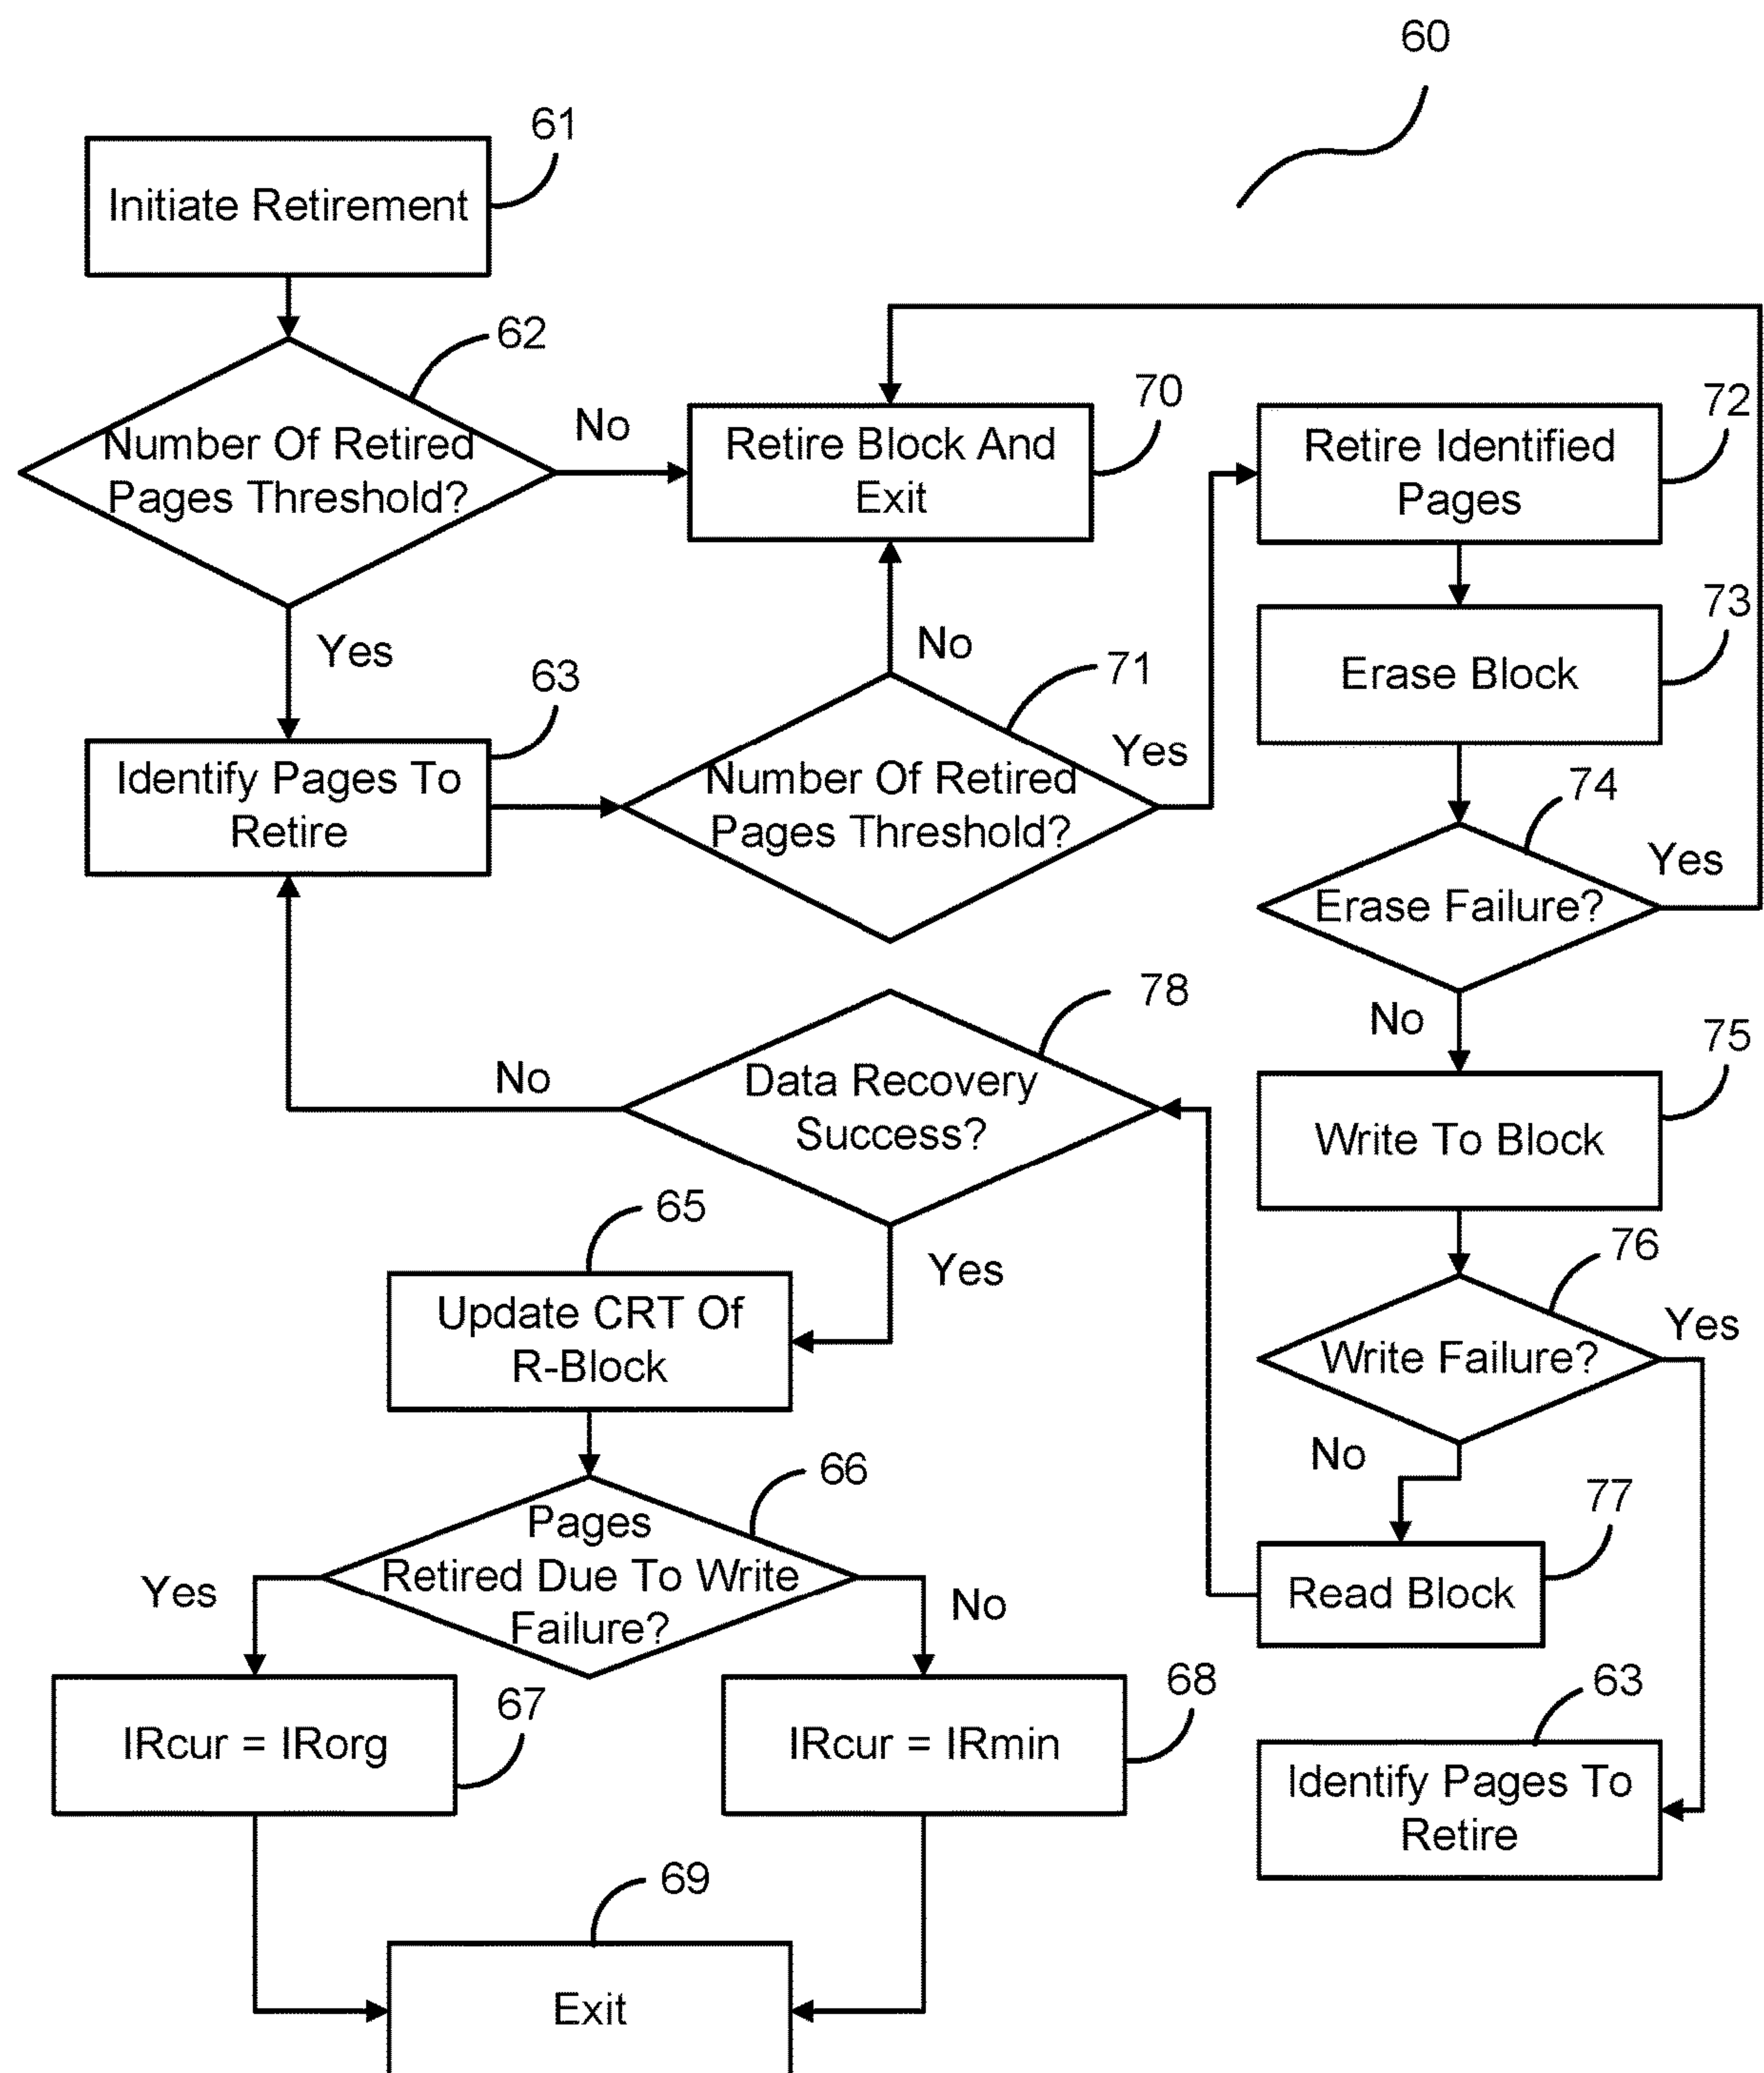 60
61
Initiate Retirement
62
Number Of Retired
Pages Threshold?
No
Yes
70
Retire Block And
Exit
72
Retire Identified
Pages
73
Erase Block
63
Identify Pages To
Retire
71
Number Of Retired
Pages Threshold?
No
Yes
74
Erase Failure?
Yes
No
78
Data Recovery
Success?
No
Yes
75
Write To Block
76
Write Failure?
Yes
No
65
Update CRT Of
R-Block
66
Pages
Retired Due To Write
Failure?
Yes
No
77
Read Block
67
IRcur = IRorg
68
IRcur = IRmin
63
Identify Pages To
Retire
69
Exit